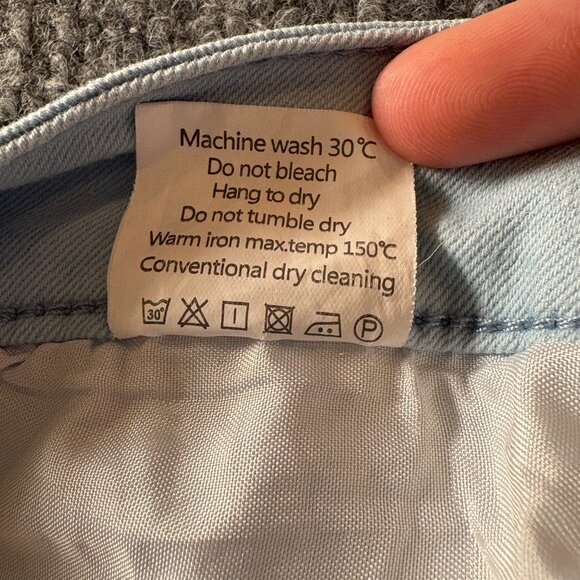 Machine wash 30℃
Do not bleach
Hang to dry
Do not tumble dry
Warm iron max.temp 150℃
Conventional dry cleaning
30° P